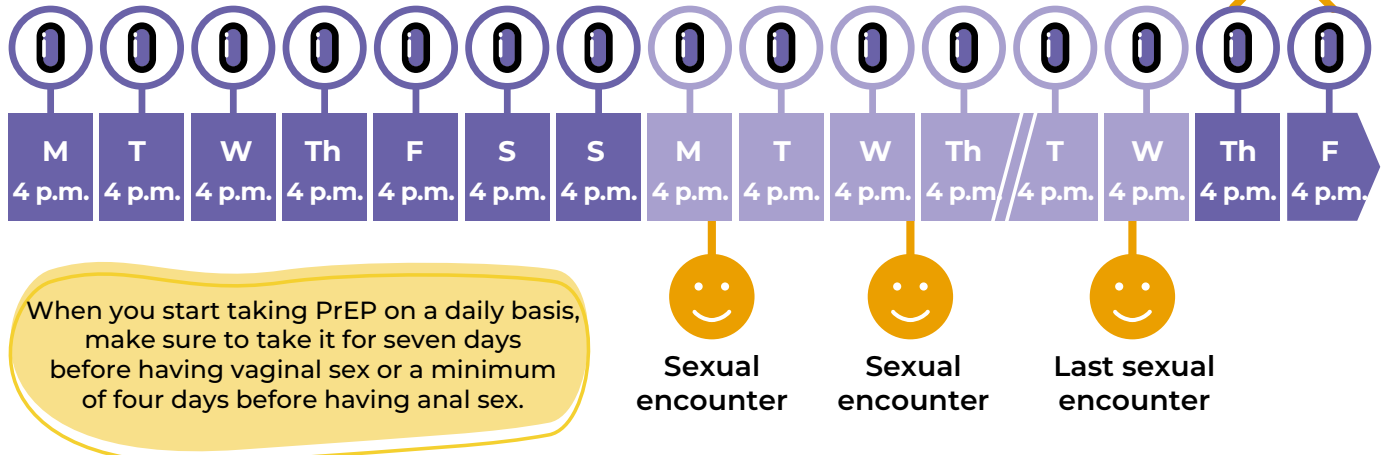 M T W Th F S S M T W Th T W Th F
4 p.m. 4 p.m. 4 p.m. 4 p.m. 4 p.m. 4 p.m. 4 p.m. 4 p.m. 4 p.m. 4 p.m. 4 p.m. 4 p.m. 4 p.m. 4 p.m. 4 p.m.
When you start taking PrEP on a daily basis,
make sure to take it for seven days
before having vaginal sex or a minimum
of four days before having anal sex.
Sexual
encounter
Sexual
encounter
Last sexual
encounter